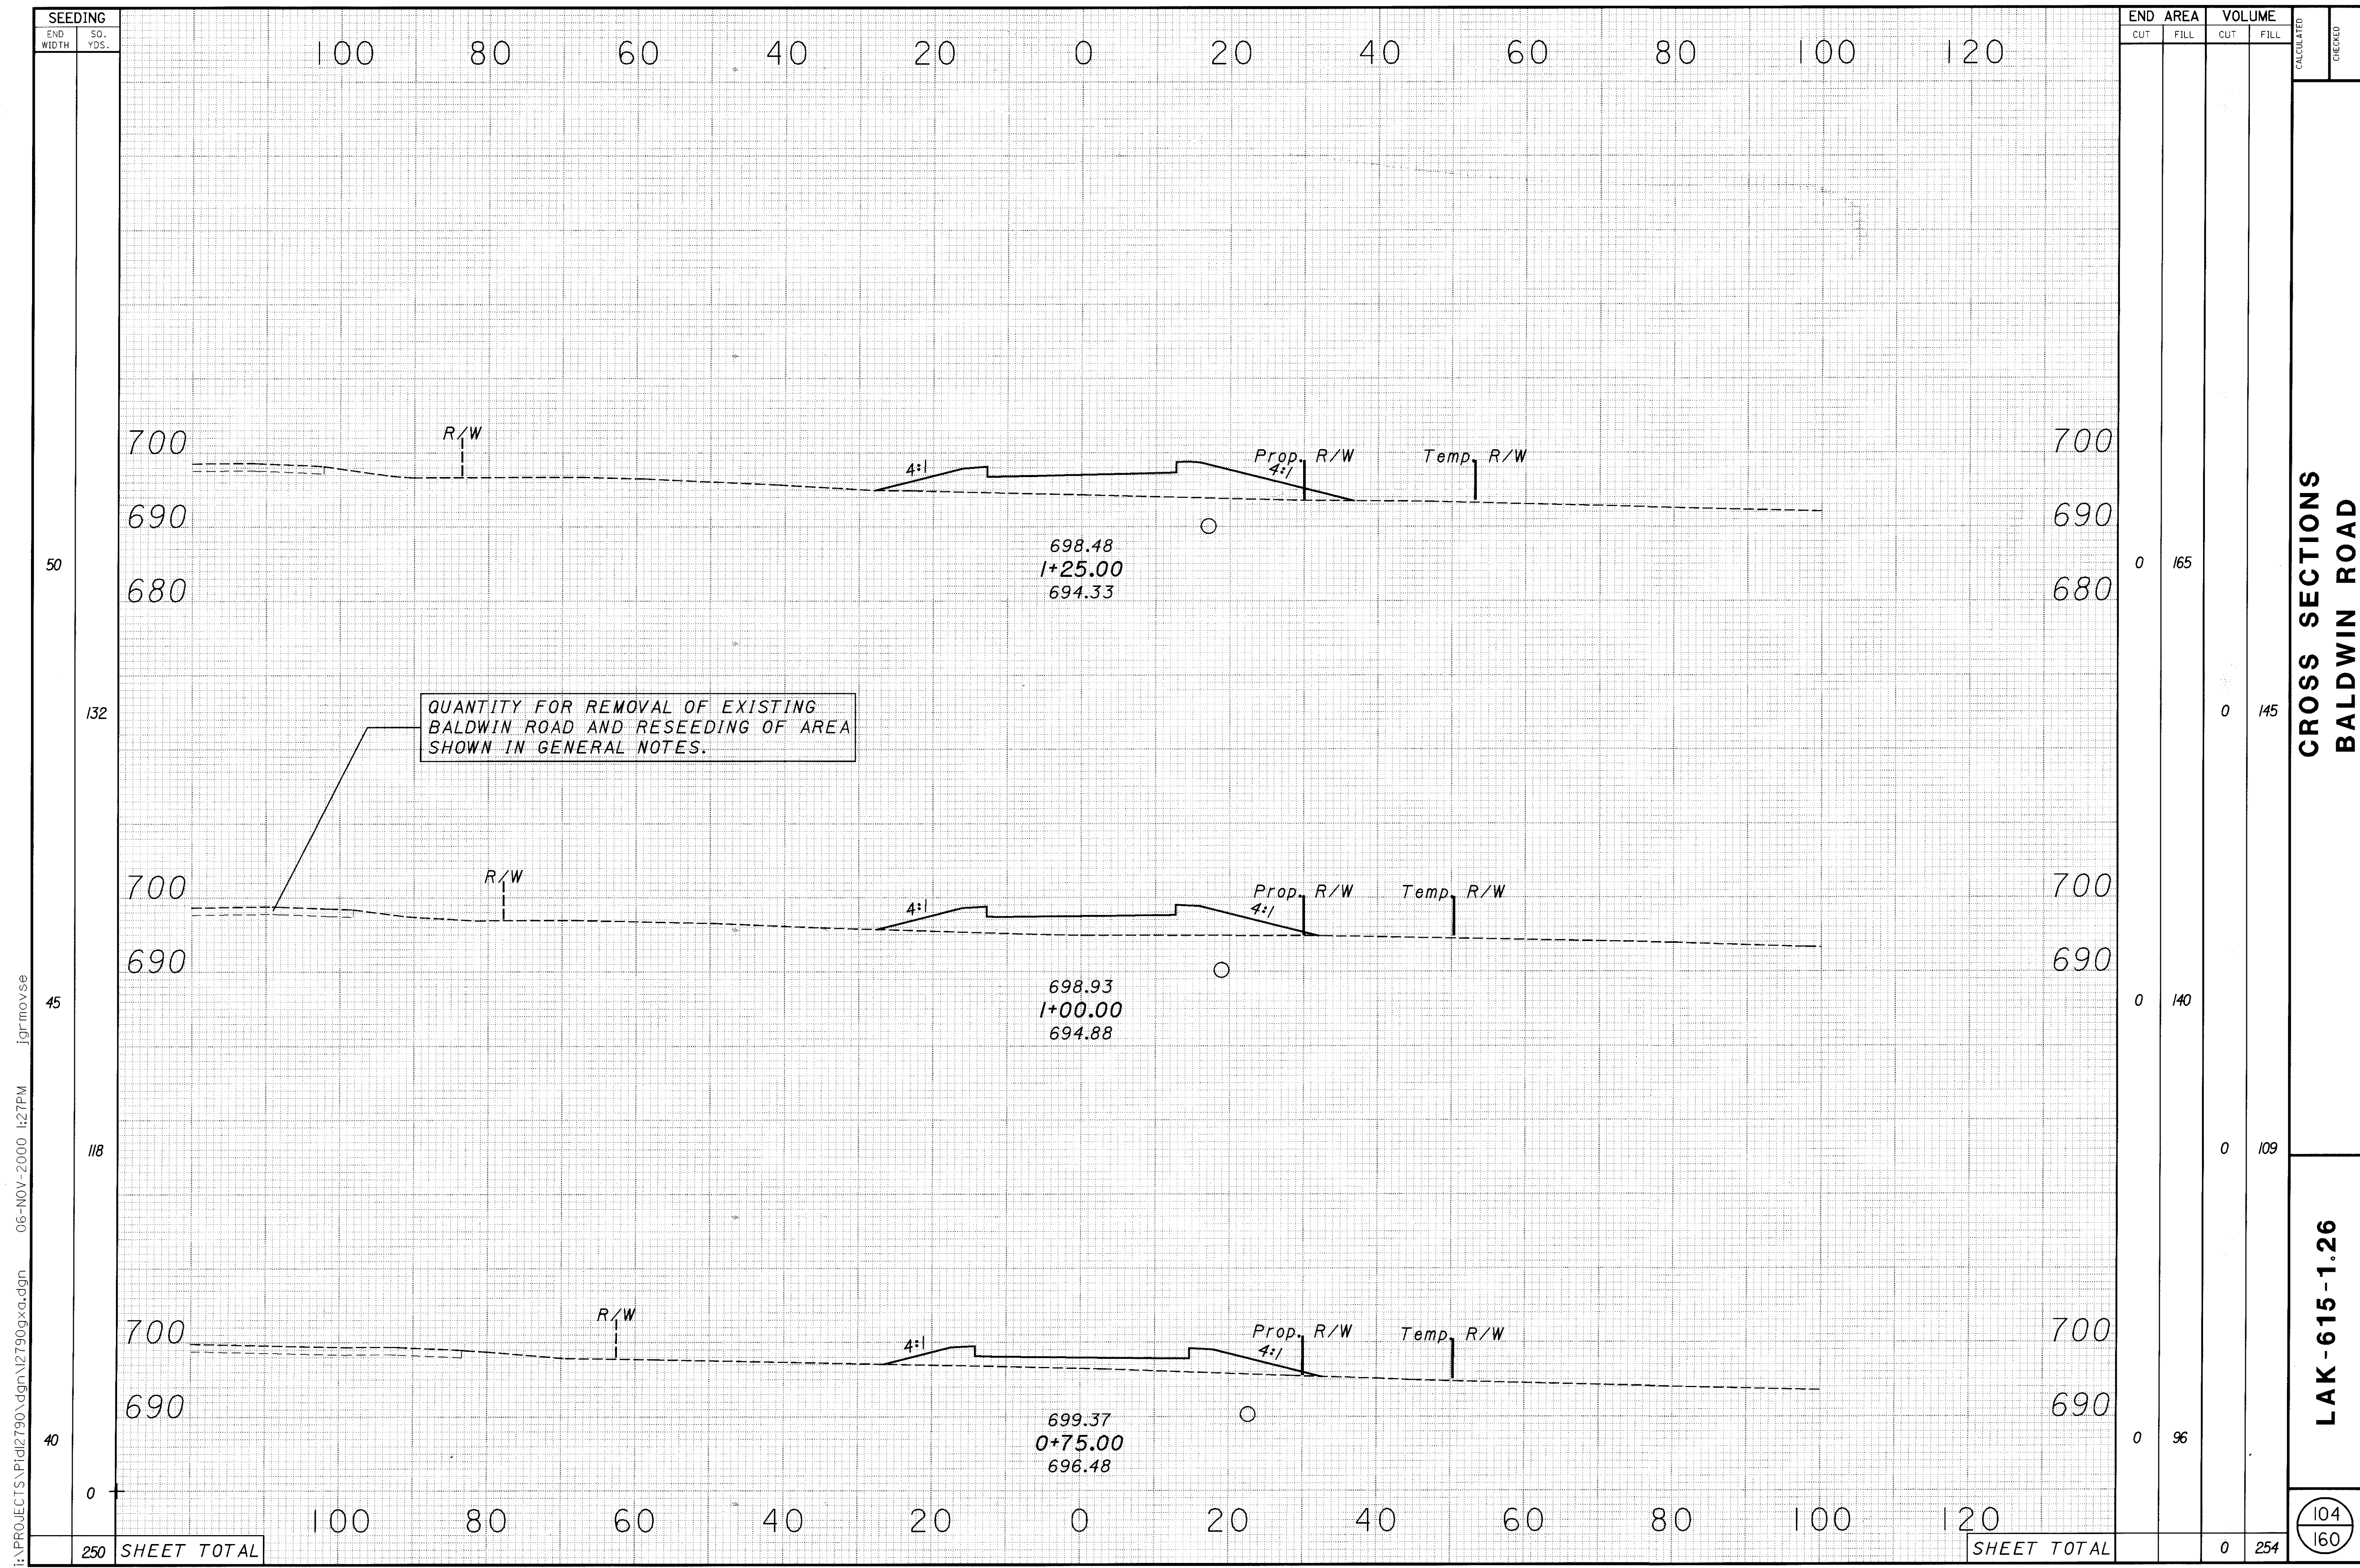 SEEDING
END WIDTH
SQ. YDS.
END AREA
VOLUME
CUT
FILL
CUT
FILL
CALCULATED
CHECKED
100 80 60 40 20 0 20 40 60 80 100 120
700
R/W
4:1
Prop. R/W
4:1
Temp. R/W
700
690
690
698.48
1+25.00
694.33
50
0
165
680
680
QUANTITY FOR REMOVAL OF EXISTING
BALDWIN ROAD AND RESEEDING OF AREA
SHOWN IN GENERAL NOTES.
132
0
145
700
R/W
4:1
Prop. R/W
4:1
Temp. R/W
700
690
690
698.93
1+00.00
694.88
45
0
140
118
0
109
700
R/W
4:1
Prop. R/W
4:1
Temp. R/W
700
690
690
699.37
0+75.00
696.48
40
0
96
0
100 80 60 40 20 0 20 40 60 80 100 120
250
SHEET TOTAL
SHEET TOTAL
0
254
CROSS SECTIONS
BALDWIN ROAD
LAK-615-1.26
104
160
i:\PROJECTS\Pid12790\dgn\12790gxa.dgn 06-NOV-2000 1:27PM jgrmovse